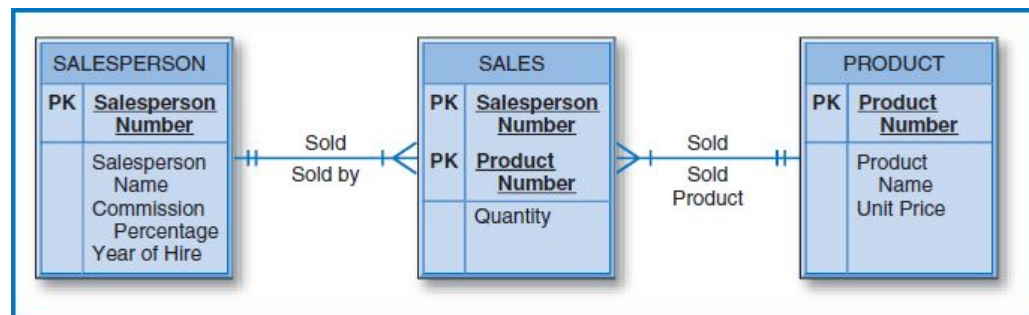 SALESPERSON
PK Salesperson
Number
Salesperson
Name
Commission
Percentage
Year of Hire
Sold
Sold by
SALES
PK Salesperson
Number
PK Product
Number
Quantity
Sold
Sold
Product
PRODUCT
PK Product
Number
Product
Name
Unit Price